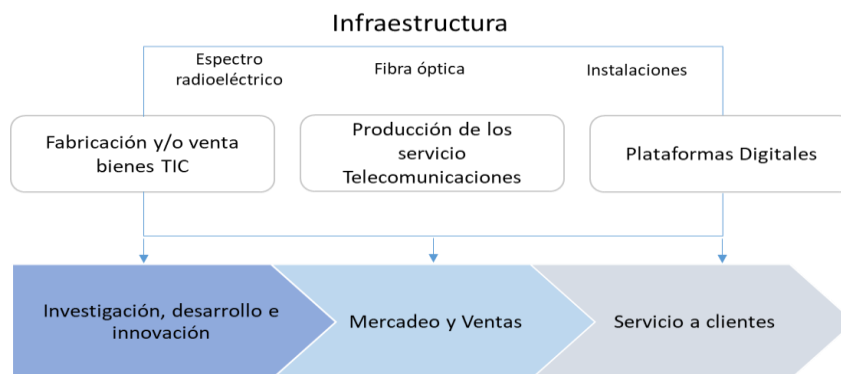 Infraestructura
Espectro
radioeléctrico
Fibra óptica
Instalaciones
Fabricación y/o venta
bienes TIC
Producción de los
servicio
Telecomunicaciones
Plataformas Digitales
Investigación, desarrollo e
innovación
Mercadeo y Ventas
Servicio a clientes